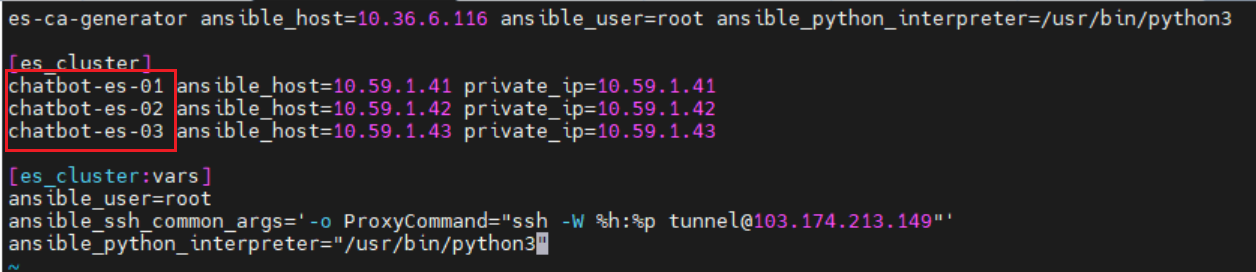 es-ca-generator ansible_host=10.36.6.116 ansible_user=root ansible_python_interpreter=/usr/bin/python3
[es_cluster]
chatbot-es-01 ansible_host=10.59.1.41 private_ip=10.59.1.41
chatbot-es-02 ansible_host=10.59.1.42 private_ip=10.59.1.42
chatbot-es-03 ansible_host=10.59.1.43 private_ip=10.59.1.43
[es_cluster:vars]
ansible_user=root
ansible_ssh_common_args='-o ProxyCommand="ssh -W %h:%p tunnel@103.174.213.149"'
ansible_python_interpreter="/usr/bin/python3"
~